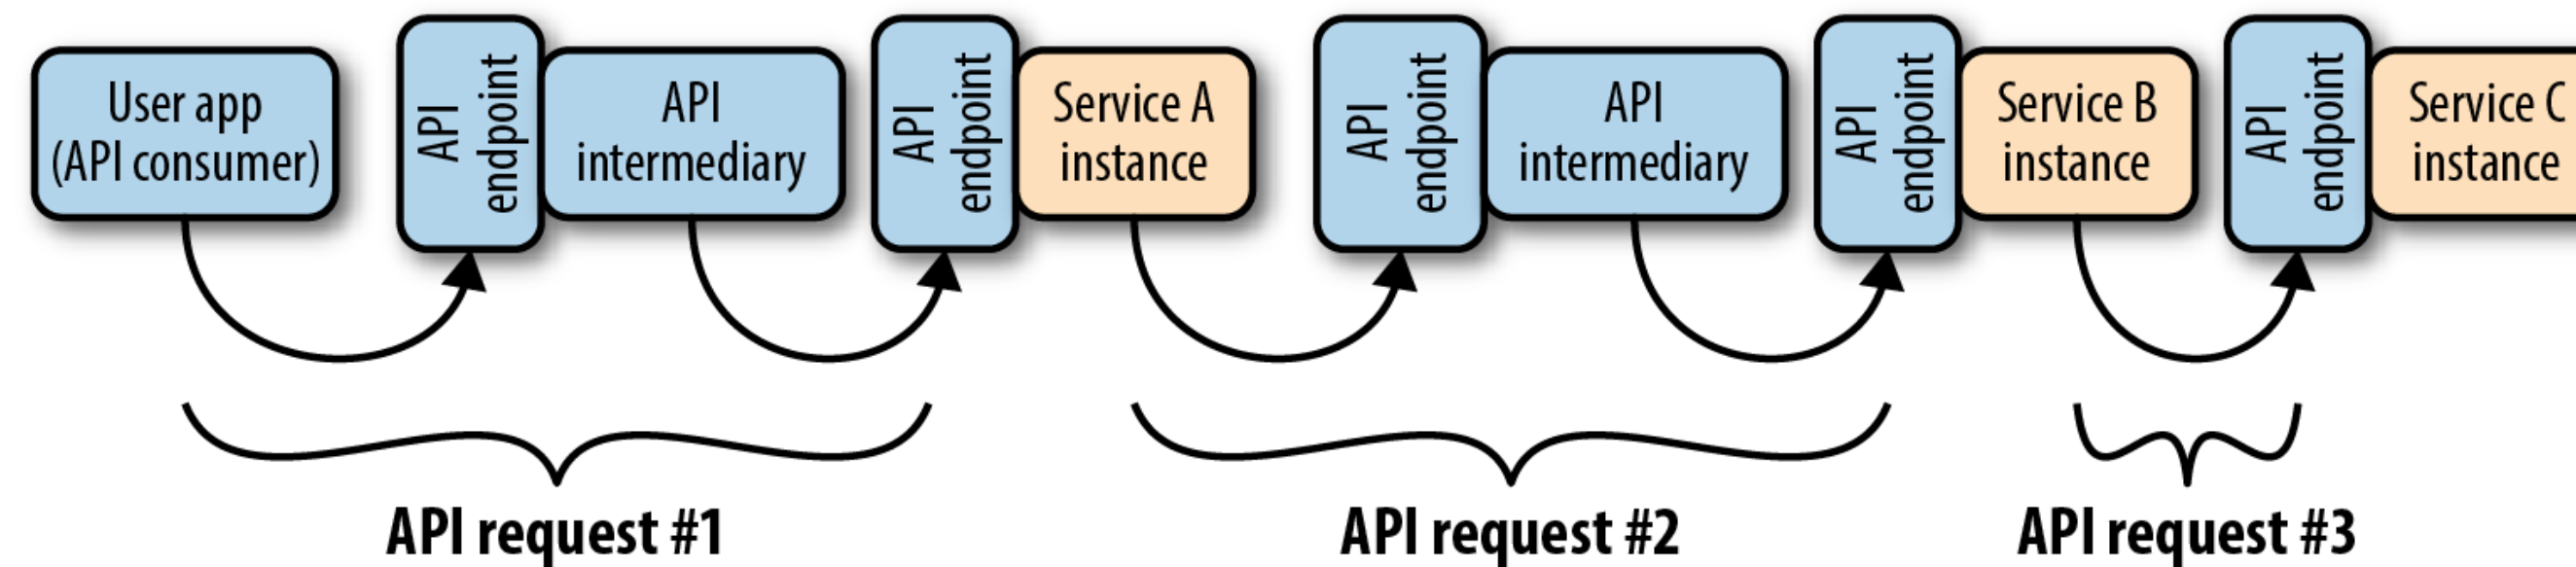 User app
(API consumer)
API
endpoint
API
intermediary
API
endpoint
Service A
instance
API
endpoint
API
intermediary
API
endpoint
Service B
instance
API
endpoint
Service C
instance
API request #1
API request #2
API request #3